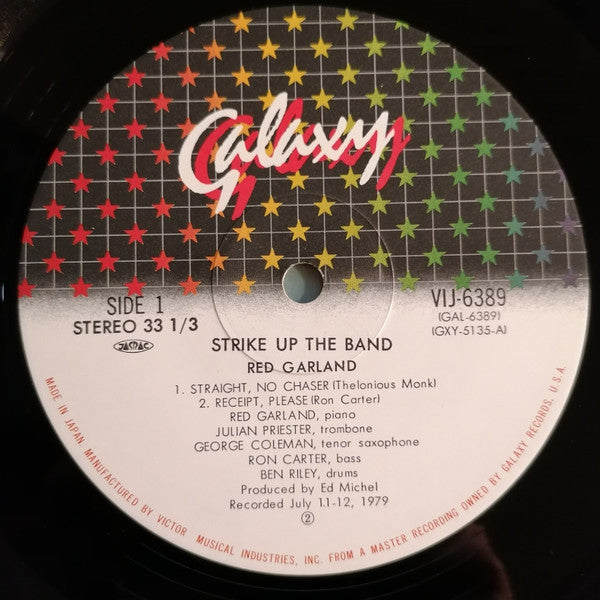 Galaxy
SIDE 1
STEREO 33 1/3
JASRAC
VIJ-6389
(GAL-6389)
(GXY-5135-A)
STRIKE UP THE BAND
RED GARLAND
1. STRAIGHT, NO CHASER (Thelonious Monk)
2. RECEIPT, PLEASE (Ron Carter)
RED GARLAND, piano
JULIAN PRIESTER, trombone
GEORGE COLEMAN, tenor saxophone
RON CARTER, bass
BEN RILEY, drums
Produced by Ed Michel
Recorded July 11-12, 1979
②
MADE IN JAPAN. MANUFACTURED BY VICTOR MUSICAL INDUSTRIES, INC. FROM A MASTER RECORDING OWNED BY GALAXY RECORDS, U.S.A.